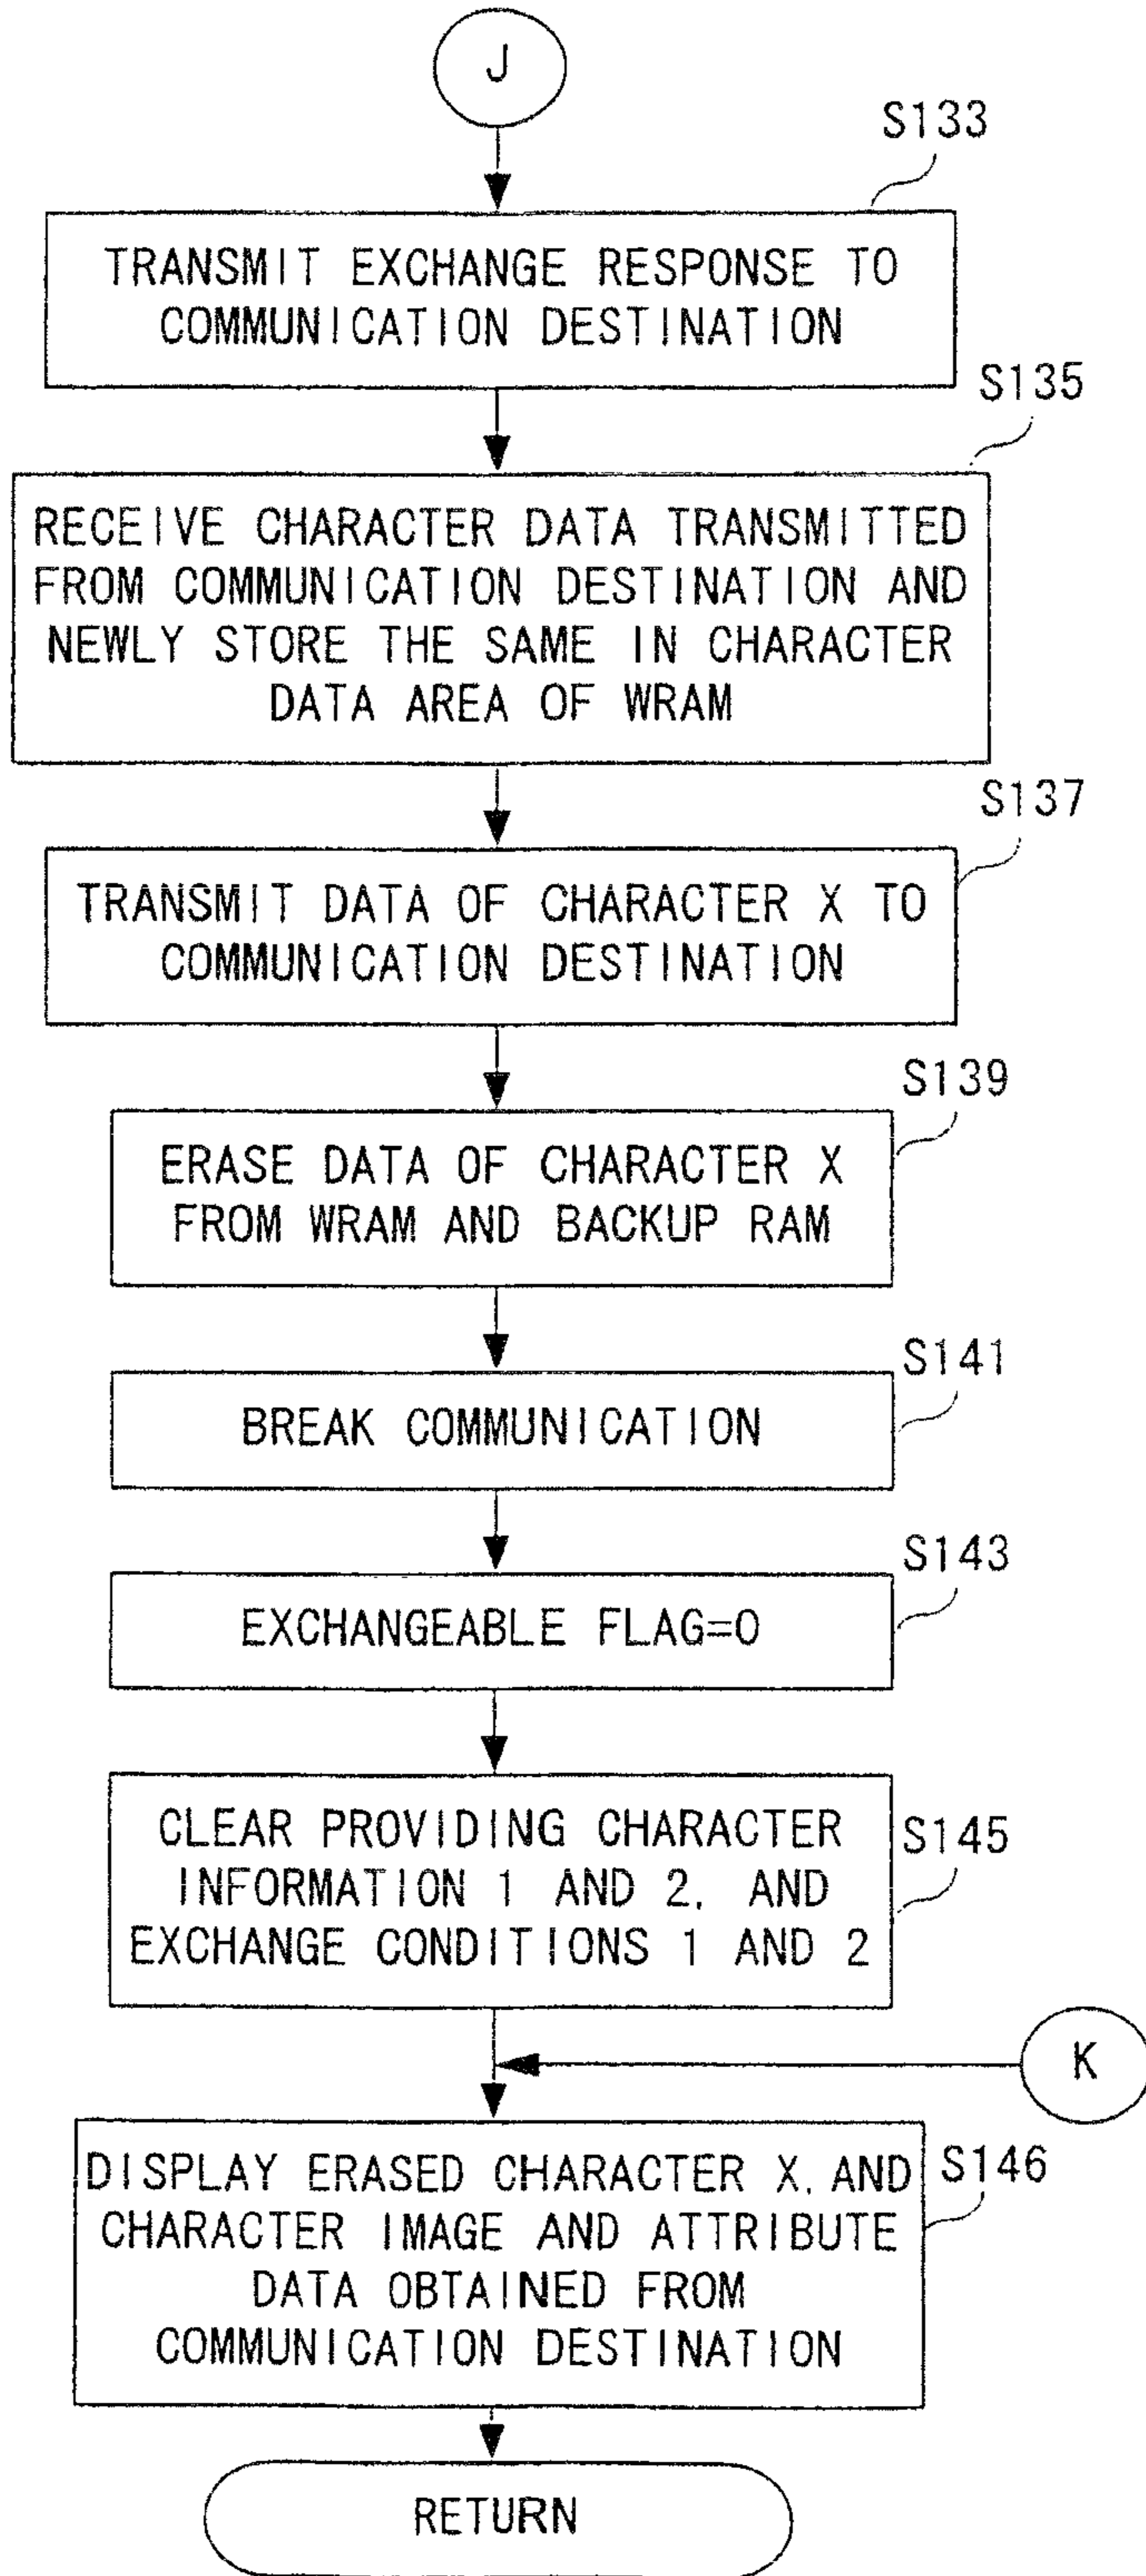 J
S133
TRANSMIT EXCHANGE RESPONSE TO
COMMUNICATION DESTINATION
S135
RECEIVE CHARACTER DATA TRANSMITTED
FROM COMMUNICATION DESTINATION AND
NEWLY STORE THE SAME IN CHARACTER
DATA AREA OF WRAM
S137
TRANSMIT DATA OF CHARACTER X TO
COMMUNICATION DESTINATION
S139
ERASE DATA OF CHARACTER X
FROM WRAM AND BACKUP RAM
S141
BREAK COMMUNICATION
S143
EXCHANGEABLE FLAG=0
CLEAR PROVIDING CHARACTER
S145
INFORMATION 1 AND 2, AND
EXCHANGE CONDITIONS 1 AND 2
K
DISPLAY ERASED CHARACTER X, AND
S146
CHARACTER IMAGE AND ATTRIBUTE
DATA OBTAINED FROM
COMMUNICATION DESTINATION
RETURN